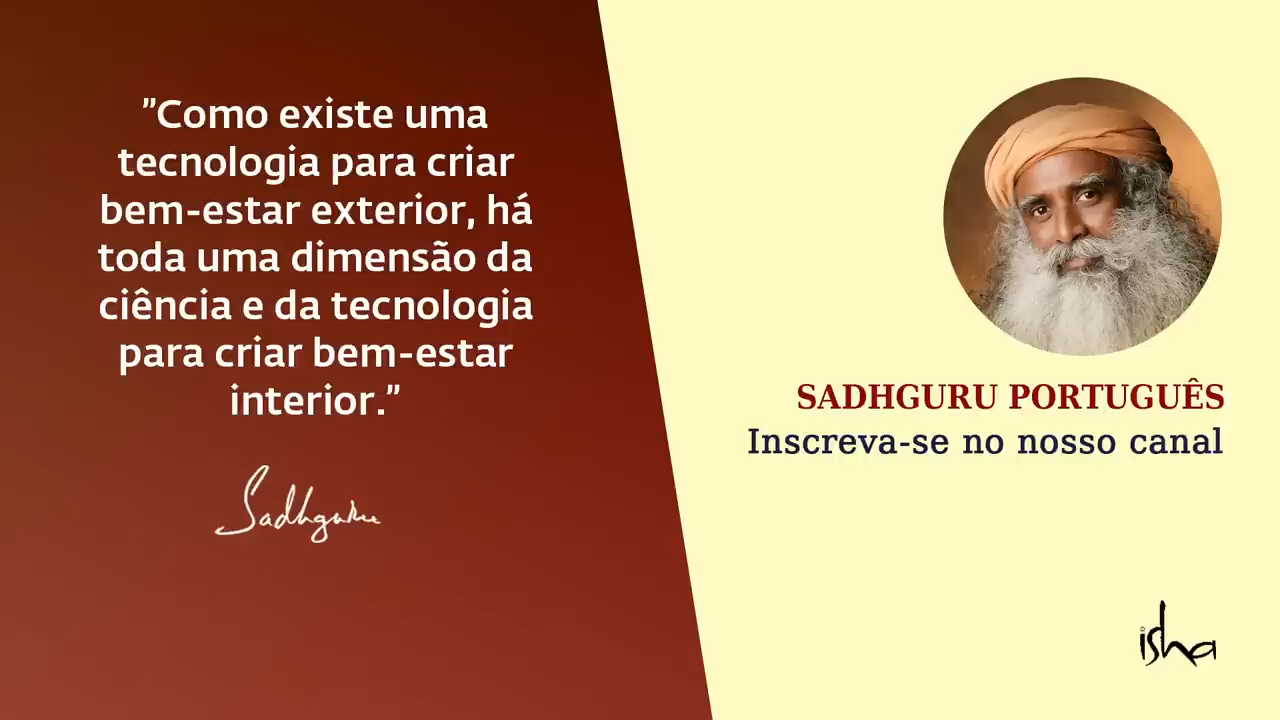 "Como existe uma
tecnologia para criar
bem-estar exterior, há
toda uma dimensão da
ciência e da tecnologia
para criar bem-estar
interior."
Sadhguru
SADHGURU PORTUGUÊS
Inscreva-se no nosso canal
isha